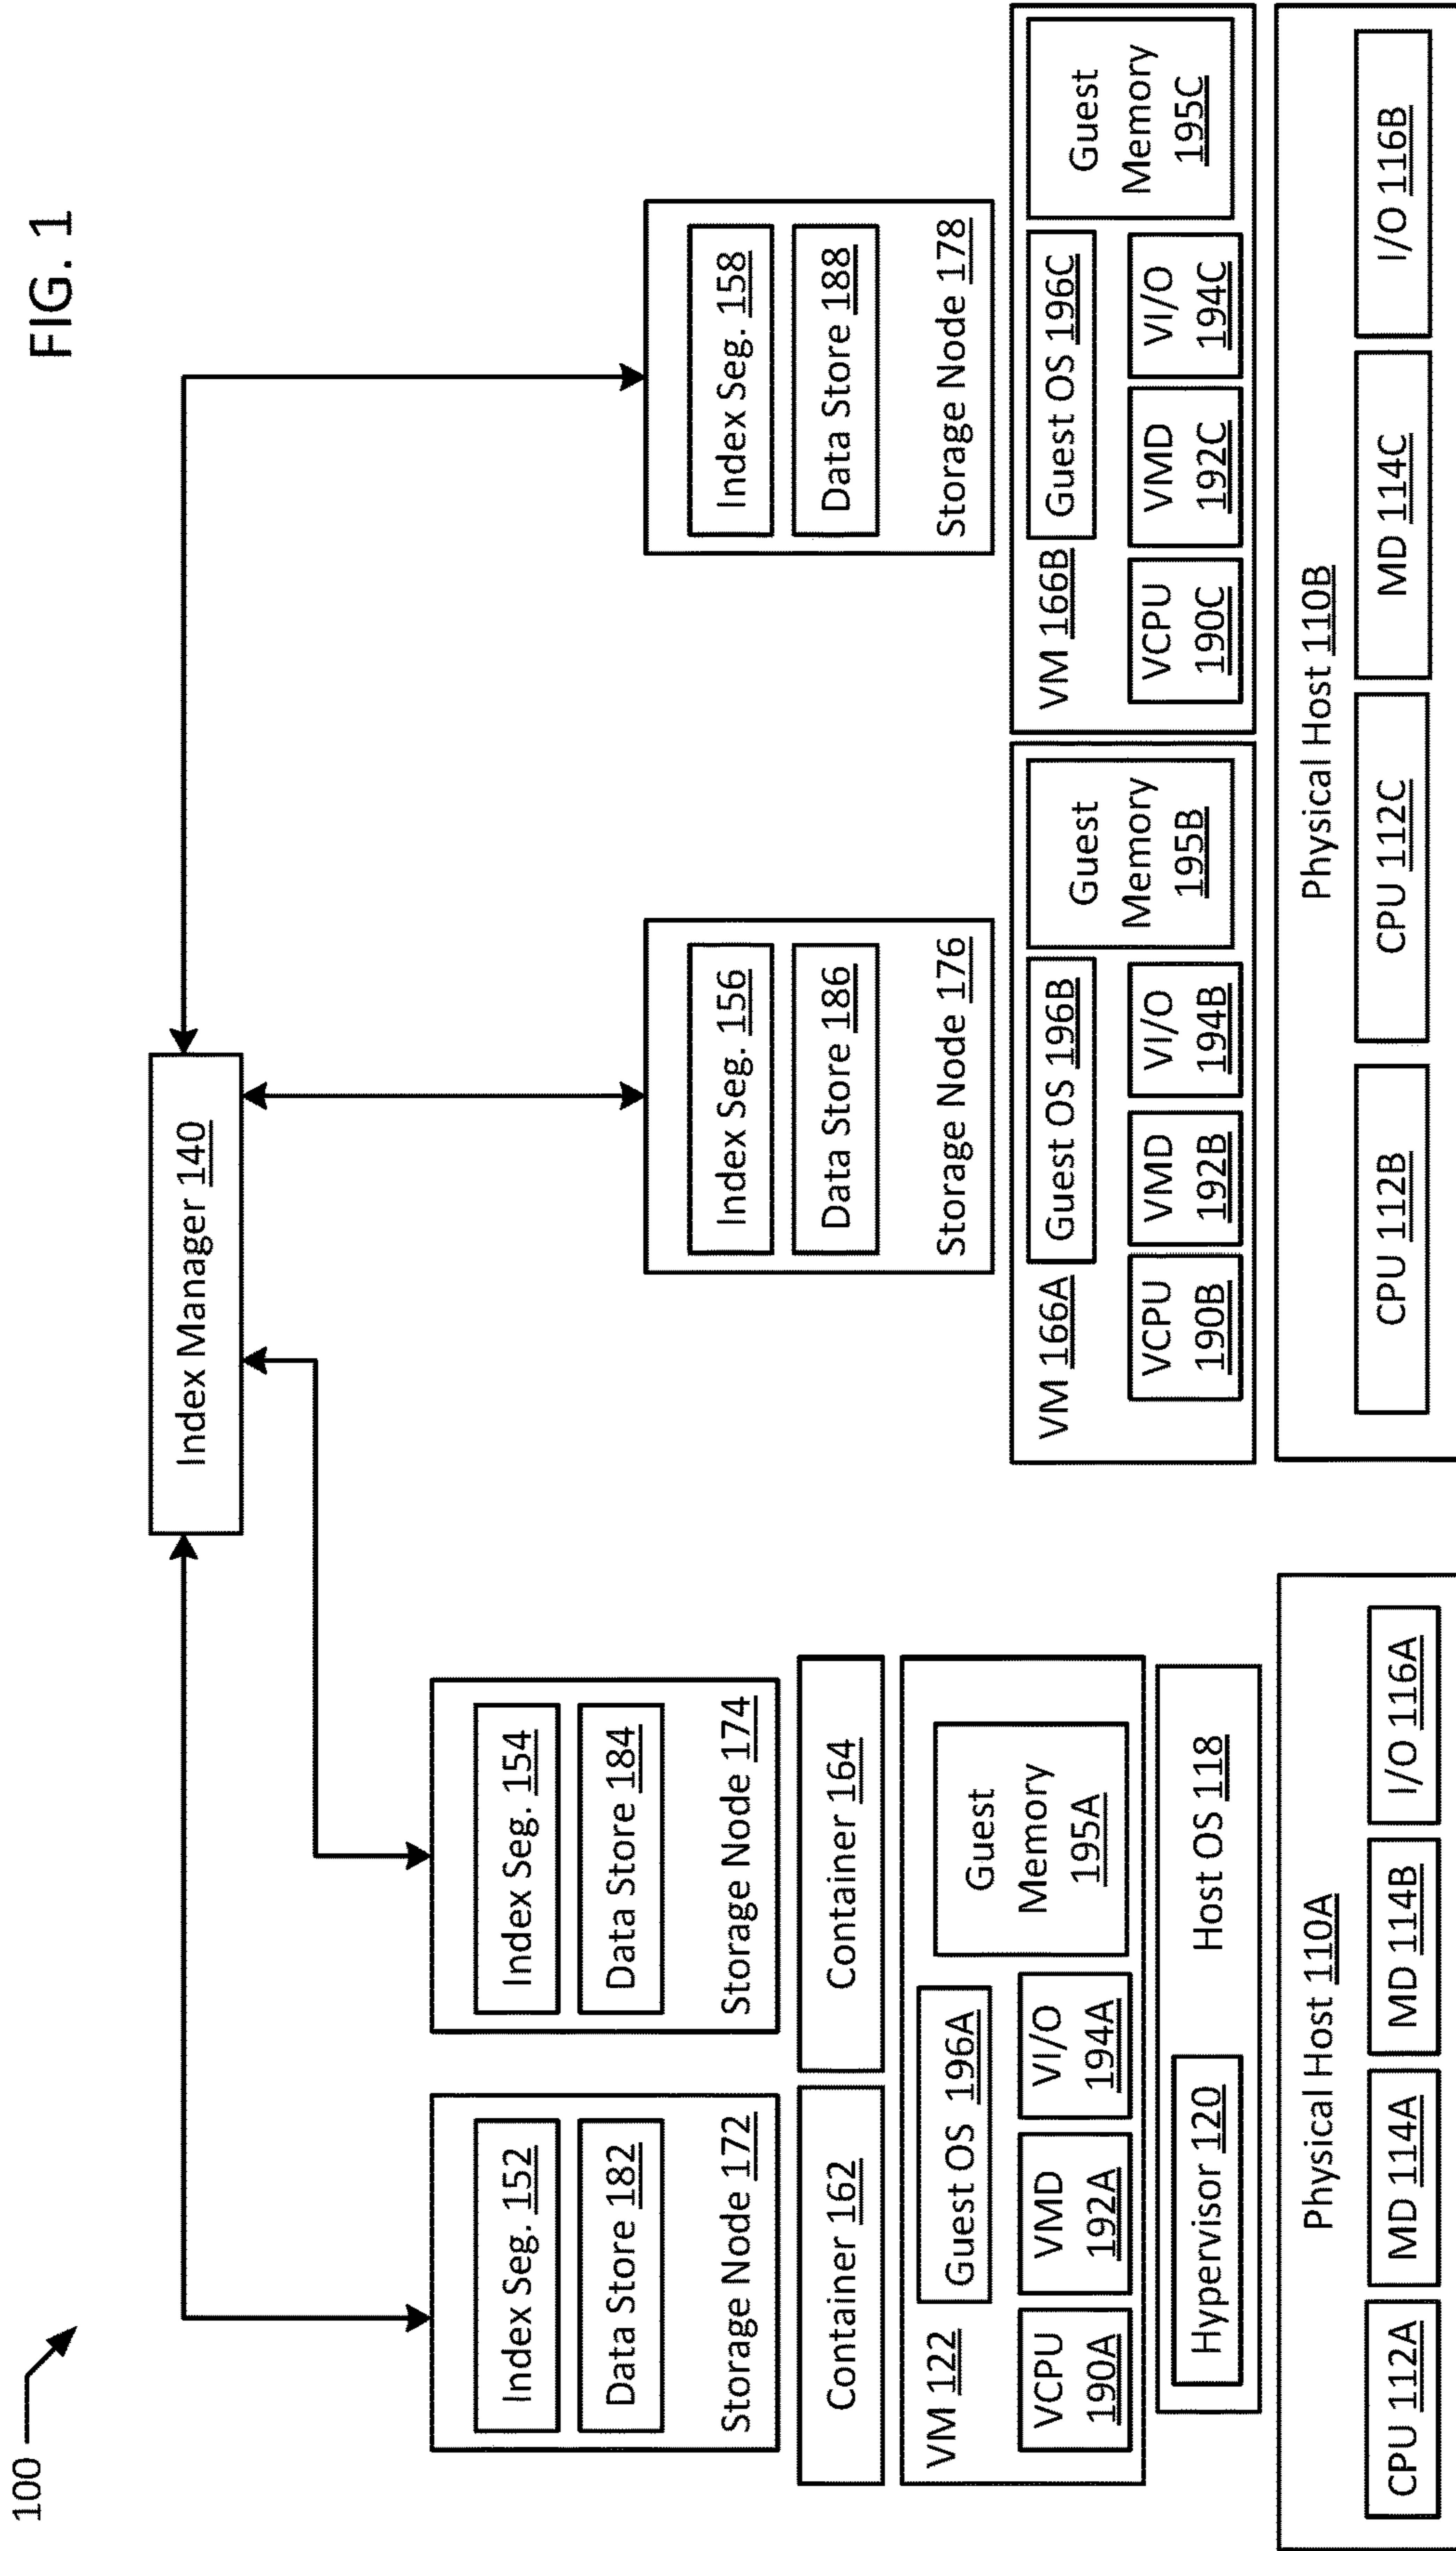 FIG. 1
100
Index Manager 140
Index Seg. 152
Data Store 182
Storage Node 172
Index Seg. 154
Data Store 184
Storage Node 174
Index Seg. 156
Data Store 186
Storage Node 176
Index Seg. 158
Data Store 188
Storage Node 178
Container 162
Container 164
VM 122
Guest OS 196A
VCPU
190A
VMD
192A
VI/O
194A
Guest
Memory
195A
Hypervisor 120
Host OS 118
Physical Host 110A
CPU 112A
MD 114A
MD 114B
I/O 116A
VM 166A
Guest OS 196B
VCPU
190B
VMD
192B
VI/O
194B
Guest
Memory
195B
VM 166B
Guest OS 196C
VCPU
190C
VMD
192C
VI/O
194C
Guest
Memory
195C
Physical Host 110B
CPU 112B
CPU 112C
MD 114C
I/O 116B